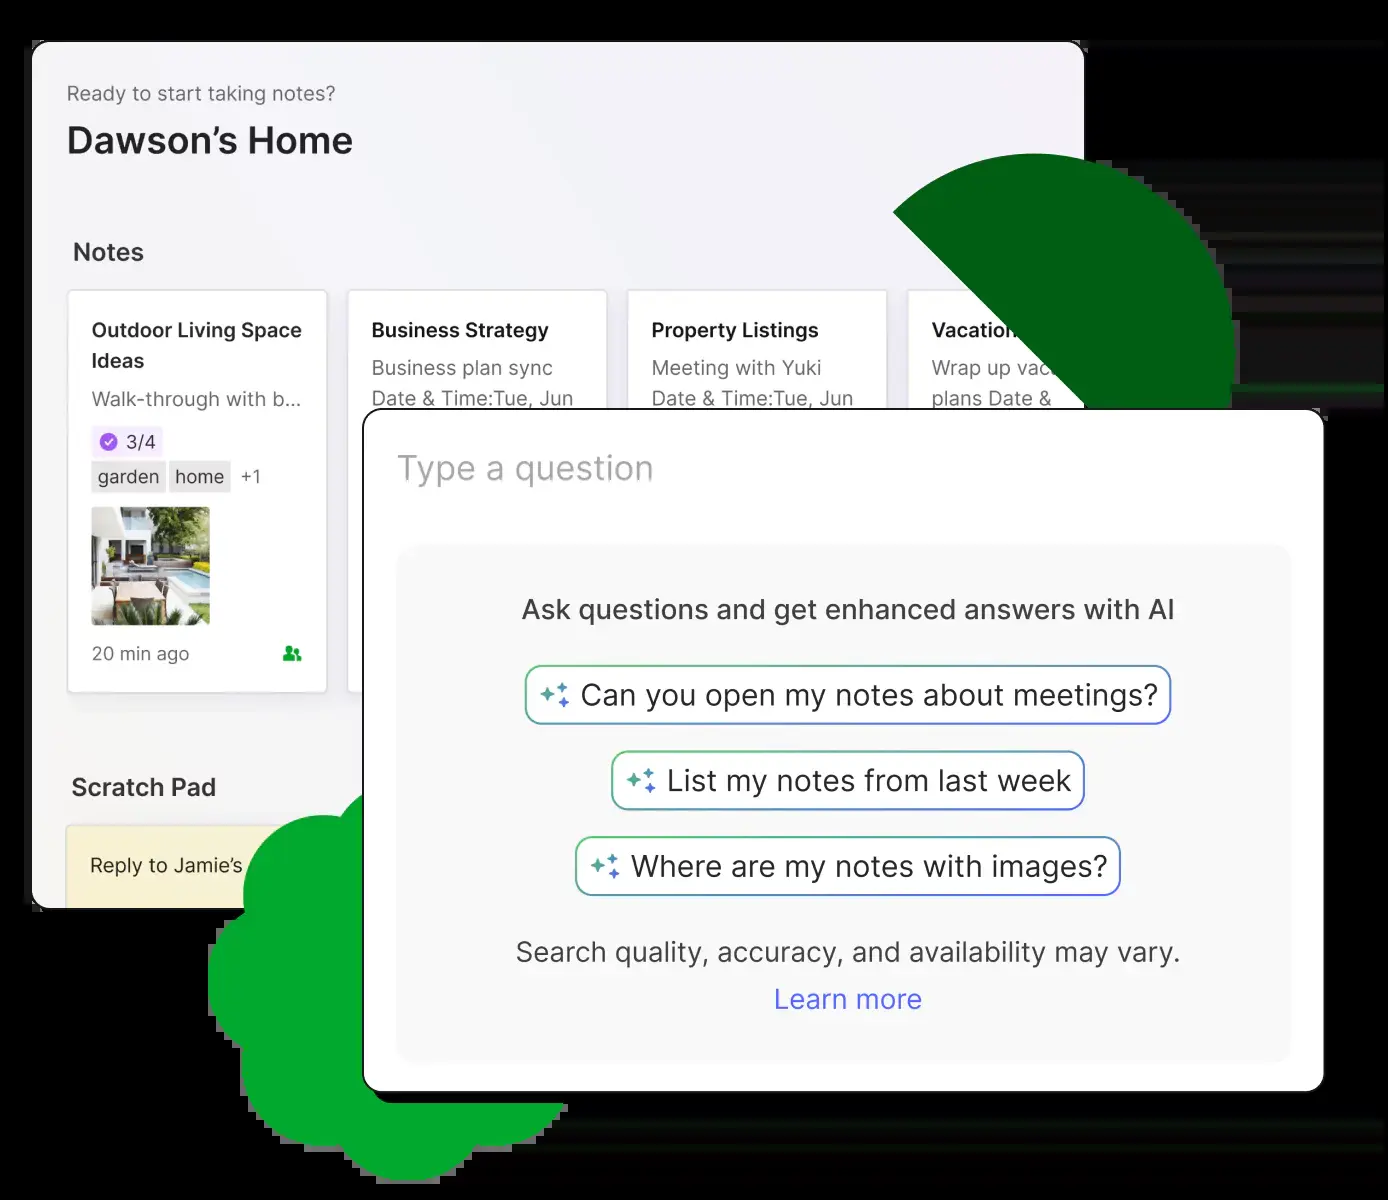 Ready to start taking notes?
Dawson’s Home
Notes
Outdoor Living Space
Ideas
Walk-through with b...
3/4
garden home +1
20 min ago
Business Strategy
Business plan sync
Date & Time:Tue, Jun
Property Listings
Meeting with Yuki
Date & Time:Tue, Jun
Wrap up
plans Date &
Scratch Pad
Reply to Jamie’s
Type a question
Ask questions and get enhanced answers with AI
Can you open my notes about meetings?
List my notes from last week
Where are my notes with images?
Search quality, accuracy, and availability may vary.
Learn more